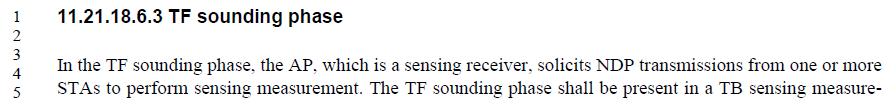 1 11.21.18.6.3 TF sounding phase
2
3
4 In the TF sounding phase, the AP, which is a sensing receiver, solicits NDP transmissions from one or more
5 STAs to perform sensing measurement. The TF sounding phase shall be present in a TB sensing measure-